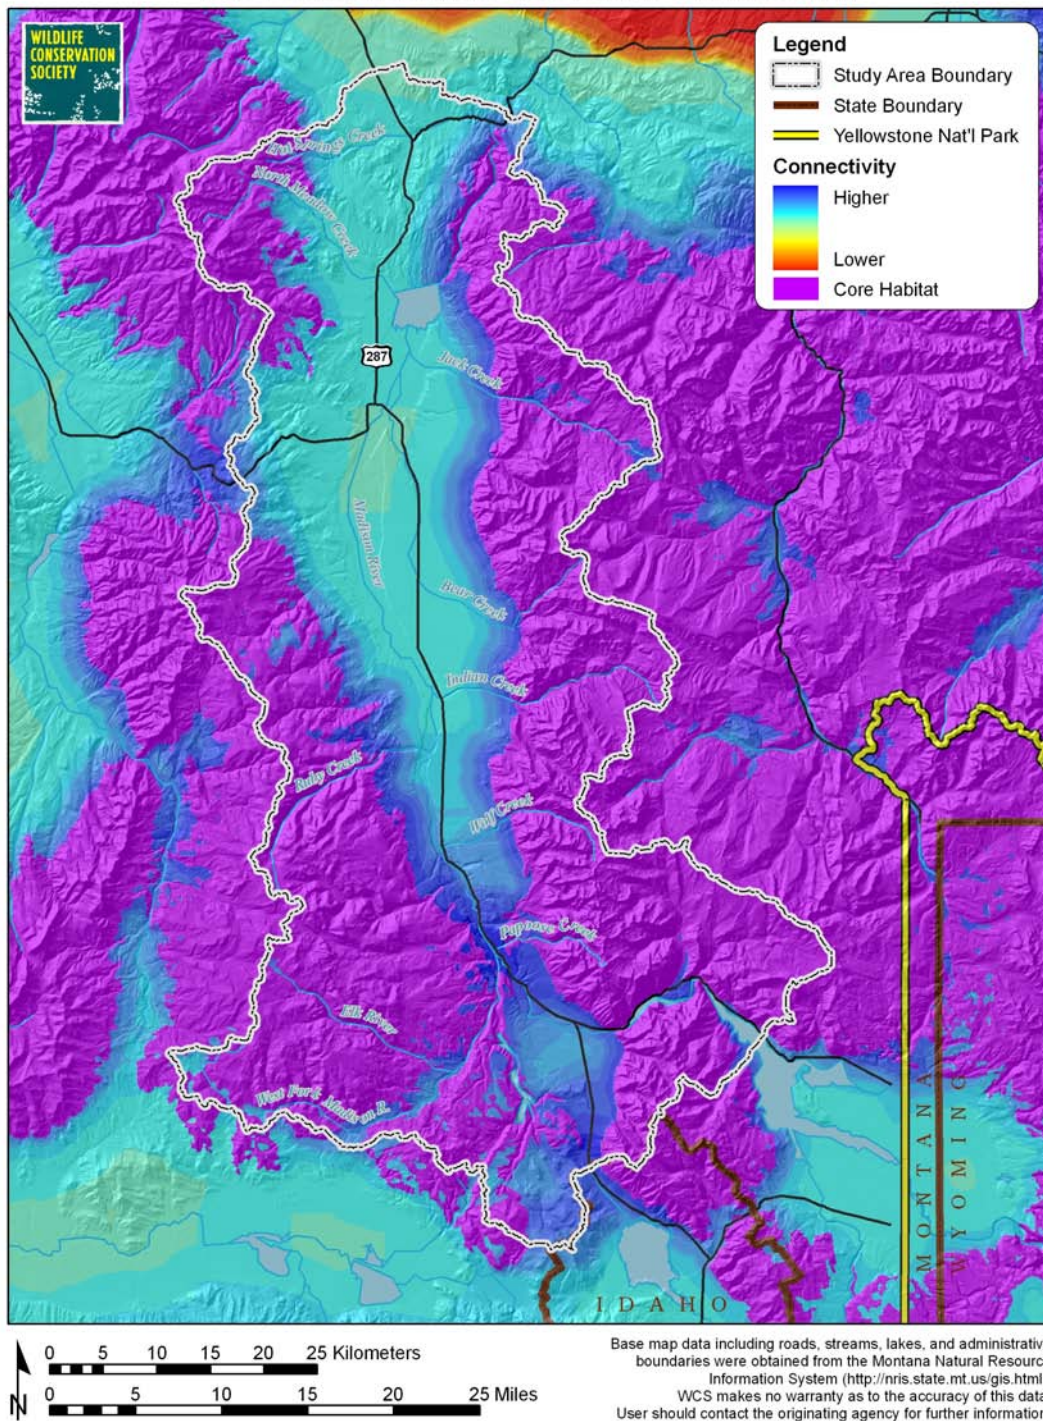 WILDLIFE
CONSERVATION
SOCIETY
Legend
Study Area Boundary
State Boundary
Yellowstone Nat'l Park
Connectivity
Higher
Lower
Core Habitat
Hot Springs Creek
North Meadow Creek
287
Jack Creek
Madison River
Bear Creek
Indian Creek
Ruby Creek
Wolf Creek
Papoose Creek
Elk River
West Fork Madison R.
MONTANA
WYOMING
IDAHO
0 5 10 15 20 25 Kilometers
0 5 10 15 20 25 Miles
N
Base map data including roads, streams, lakes, and administrativ
boundaries were obtained from the Montana Natural Resourc
Information System (http://nris.state.mt.us/gis.html
WCS makes no warranty as to the accuracy of this data
User should contact the originating agency for further information